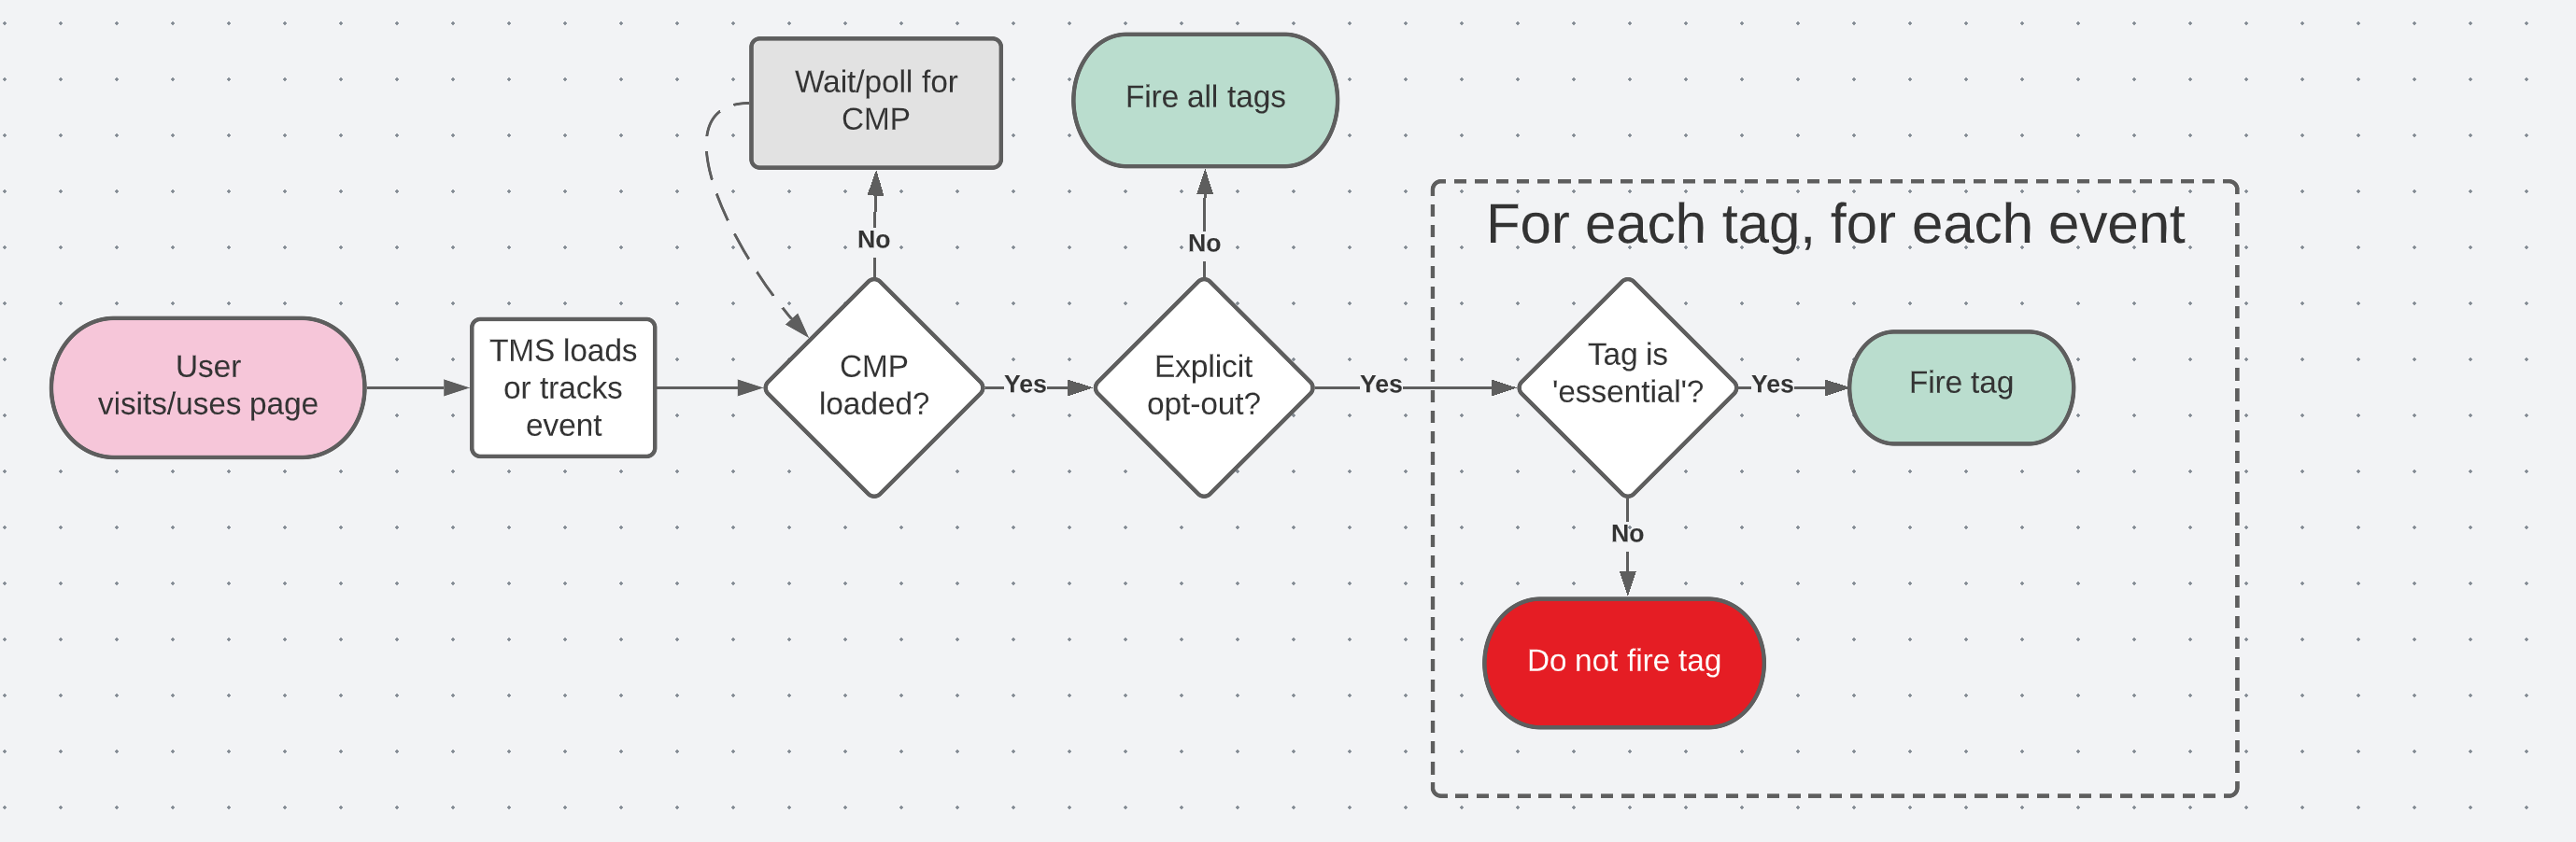 Wait/poll for
CMP
Fire all tags
For each tag, for each event
No
No
User
visits/uses page
TMS loads
or tracks
event
CMP
loaded?
Yes
Explicit
opt-out?
Yes
Tag is
'essential'?
Yes
Fire tag
No
Do not fire tag